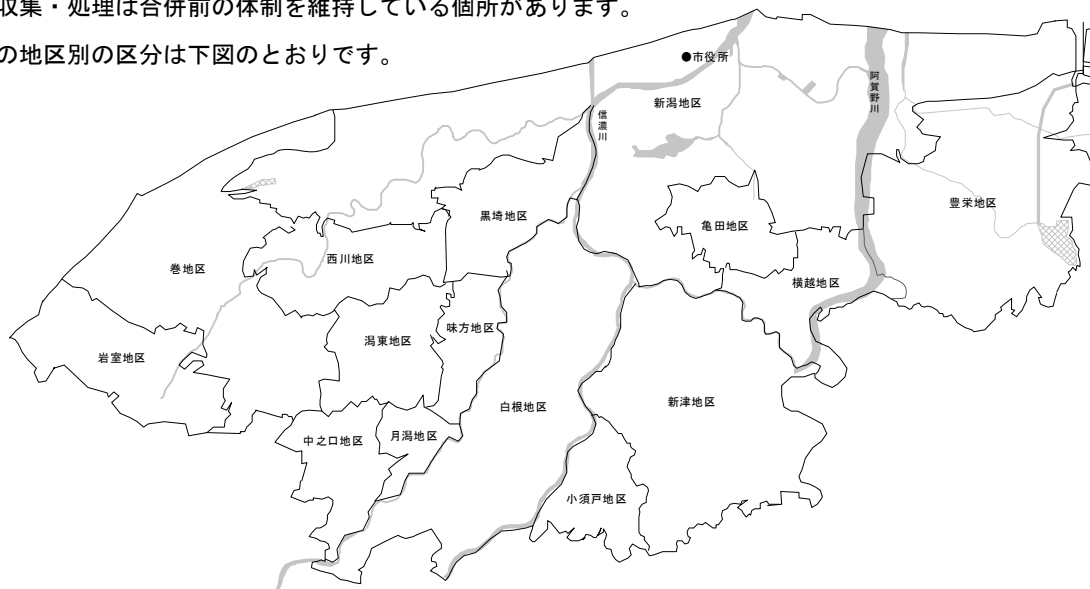 収集・処理は合併前の体制を維持している個所があります。
の地区別の区分は下図のとおりです。
●市役所
新潟地区
信濃川
阿賀野川
豊栄地区
黒埼地区
亀田地区
西川地区
巻地区
横越地区
味方地区
潟東地区
岩室地区
白根地区
新津地区
中之口地区
月潟地区
小須戸地区